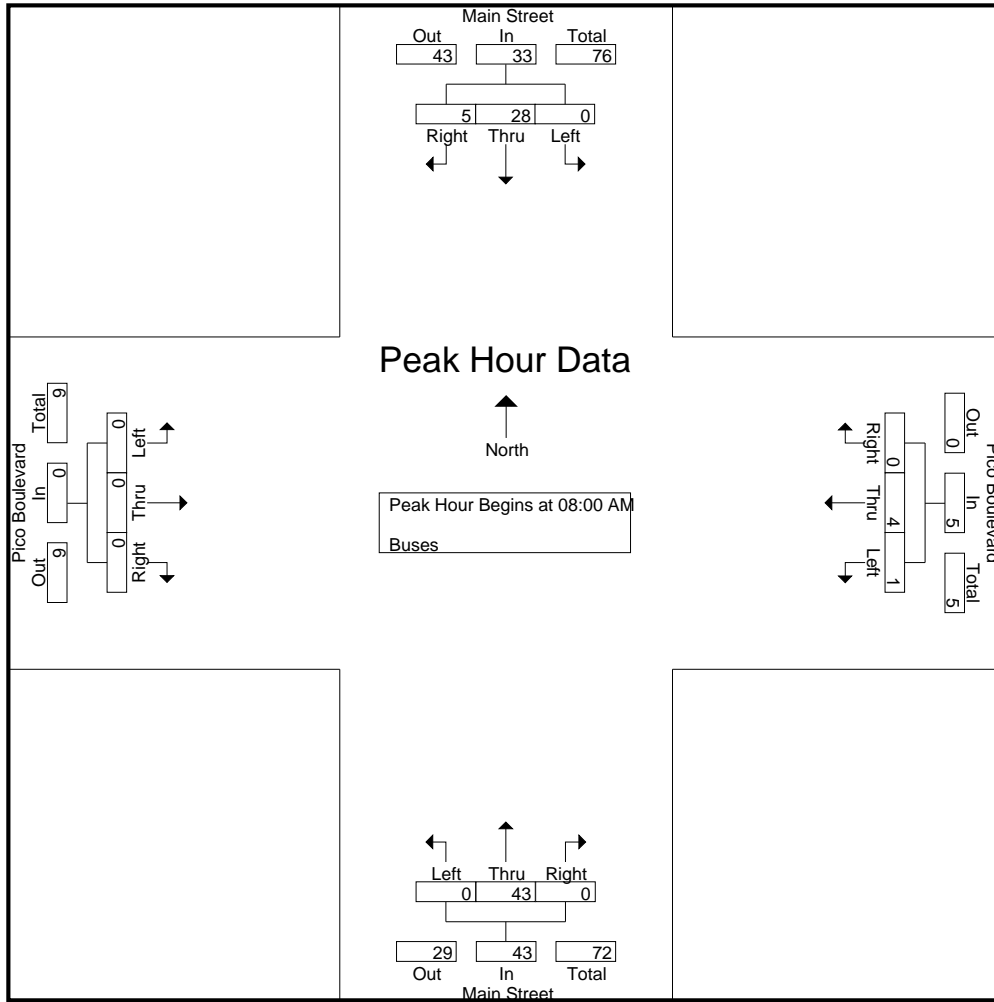 Main Street
Out In Total
43 33 76
5 28 0
Right Thru Left
Peak Hour Data
North
Peak Hour Begins at 08:00 AM
Buses
Pico Boulevard
Total In Out
9 0 9
0 0 0
Left Thru Right
Pico Boulevard
Out In Total
0 5 5
0 4 1
Right Thru Left
Left Thru Right
0 43 0
29 43 72
Out In Total
Main Street